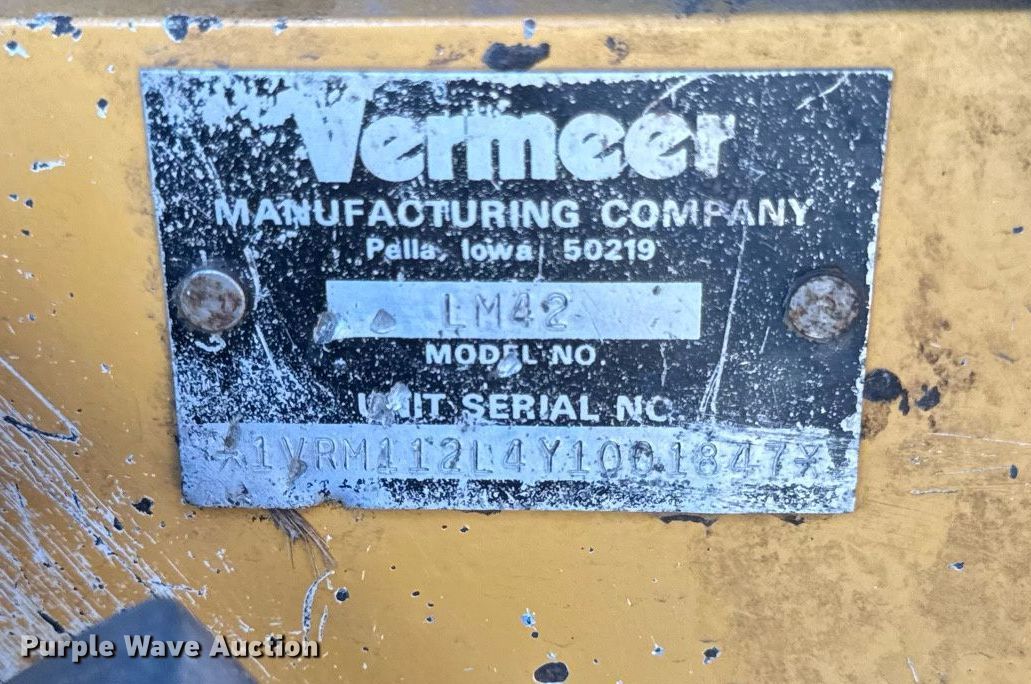 Vermeer
MANUFACTURING COMPANY
Pella, Iowa 50219
LM42
MODEL NO.
UNIT SERIAL NO.
*1VRM112L4Y1001847*
Purple Wave Auction